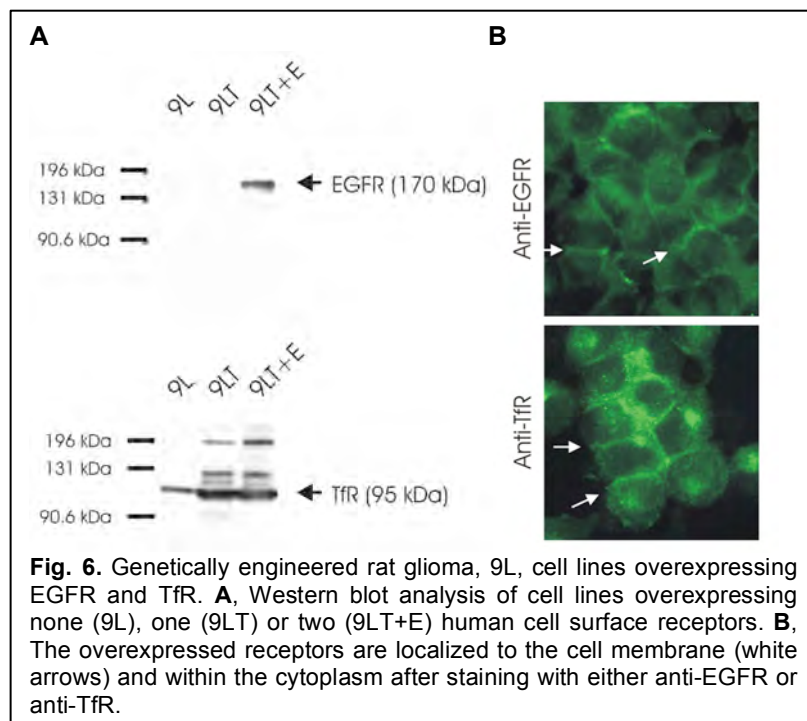 A
B
9L 9LT 9LT+E
196 kDa
131 kDa
90.6 kDa
EGFR (170 kDa)
Anti-EGFR
9L 9LT 9LT+E
196 kDa
131 kDa
90.6 kDa
TfR (95 kDa)
Anti-TfR
Fig. 6. Genetically engineered rat glioma, 9L, cell lines overexpressing
EGFR and TfR. A, Western blot analysis of cell lines overexpressing
none (9L), one (9LT) or two (9LT+E) human cell surface receptors. B,
The overexpressed receptors are localized to the cell membrane (white
arrows) and within the cytoplasm after staining with either anti-EGFR or
anti-TfR.